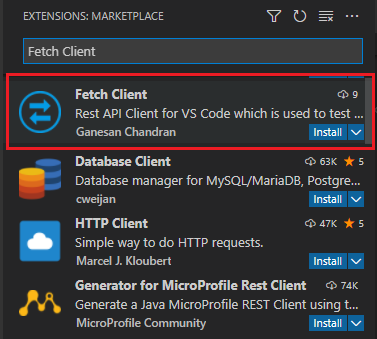 EXTENSIONS: MARKETPLACE
Fetch Client
Fetch Client 9
Rest API Client for VS Code which is used to test ...
Ganesan Chandran Install
Database Client 63K 5
Database manager for MySQL/MariaDB, Postgre...
cweijan Install
HTTP Client 47K 5
Simple way to do HTTP requests.
Marcel J. Kloubert Install
Generator for MicroProfile Rest Client 74K
Generate a Java MicroProfile REST Client using t...
MicroProfile Community Install